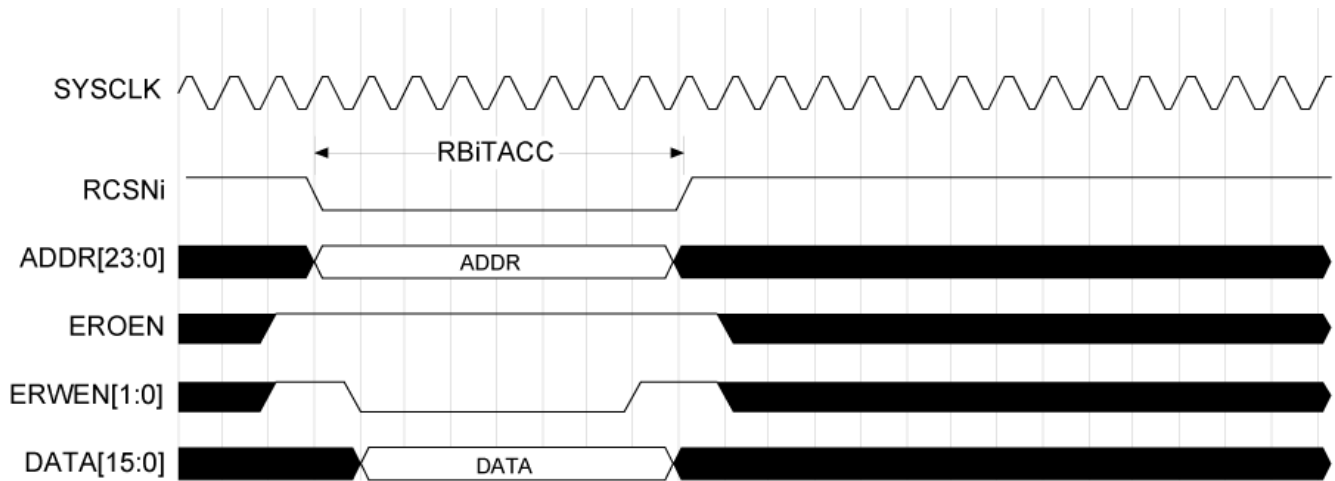 SYSCLK
RBiTACC
RCSNi
ADDR[23:0]
ADDR
EROEN
ERWEN[1:0]
DATA[15:0]
DATA